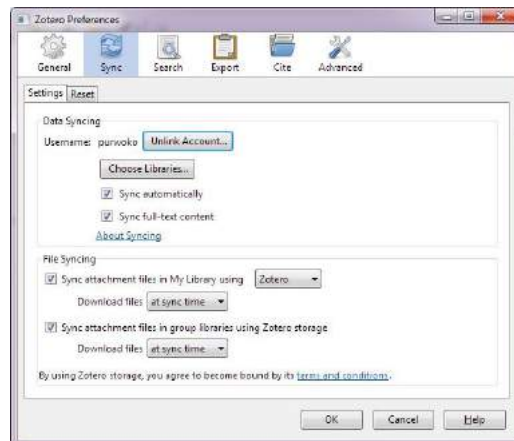 Zotero Preferences
General Sync Search Export Cite Advanced
Settings Reset
Data Syncing
Username: purwoko Unlink Account...
Choose Libraries...
Sync automatically
Sync full-text content
About Syncing
File Syncing
Sync attachment files in My Library using Zotero
Download files at sync time
Sync attachment files in group libraries using Zotero storage
Download files at sync time
By using Zotero storage, you agree to become bound by its terms and conditions.
OK Cancel Help